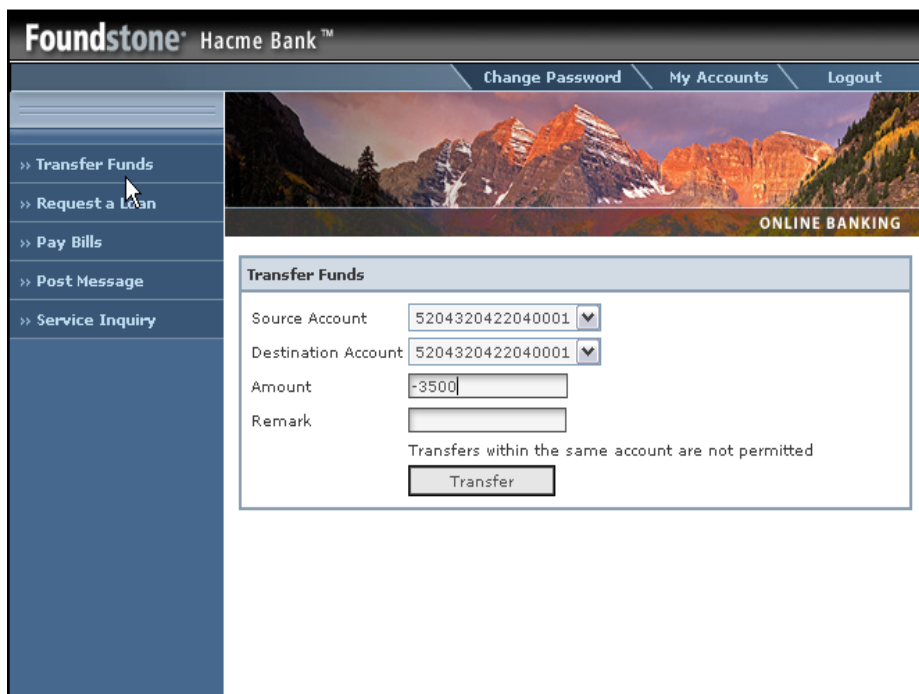 Foundstone® Hacme Bank™
Change Password My Accounts Logout
ONLINE BANKING
›› Transfer Funds
›› Request a Loan
›› Pay Bills
›› Post Message
›› Service Inquiry
Transfer Funds
Source Account 5204320422040001
Destination Account 5204320422040001
Amount -3500
Remark
Transfers within the same account are not permitted
Transfer